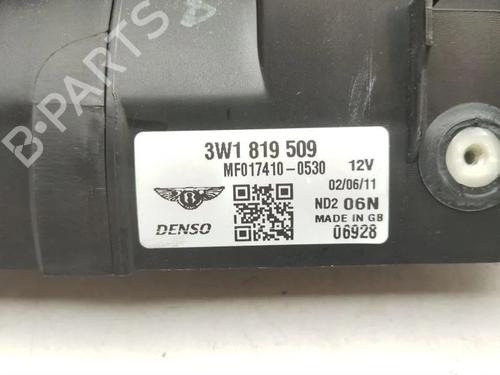 B-PARTS
3W1 819 509
MF017410-0530 12V
02/06/11
B
ND2 06N
DENSO
MADE IN GB
06928